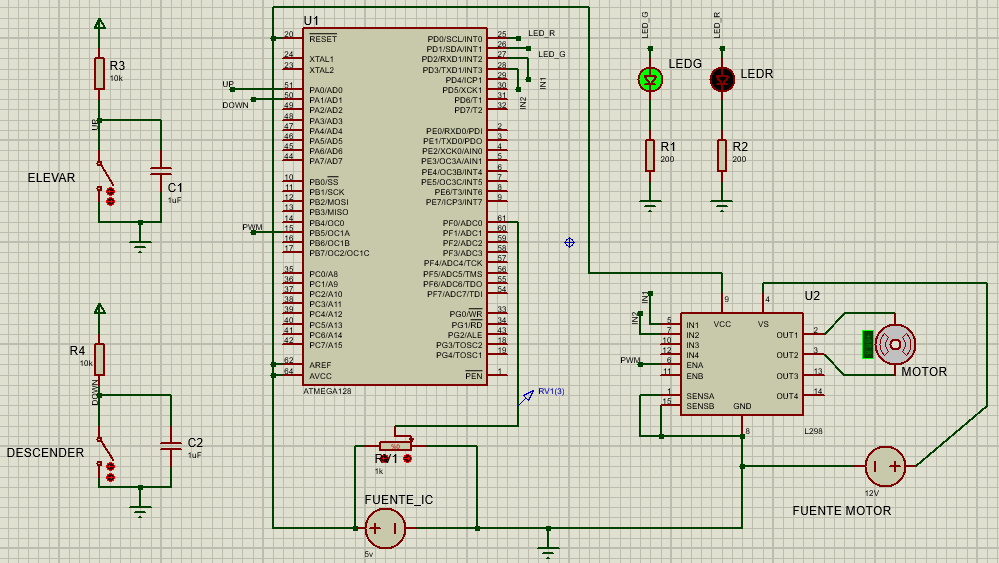 R3
10k
UP
ELEVAR
C1
1uF
R4
10k
DOWN
DESCENDER
C2
1uF
U1
20 RESET
24 XTAL1
23 XTAL2
UP 51 PA0/AD0
DOWN 50 PA1/AD1
49 PA2/AD2
48 PA3/AD3
47 PA4/AD4
46 PA5/AD5
45 PA6/AD6
44 PA7/AD7
10 PB0/SS
11 PB1/SCK
12 PB2/MOSI
13 PB3/MISO
14 PB4/OC0
PWM 15 PB5/OC1A
16 PB6/OC1B
17 PB7/OC2/OC1C
35 PC0/A8
36 PC1/A9
37 PC2/A10
38 PC3/A11
39 PC4/A12
40 PC5/A13
41 PC6/A14
42 PC7/A15
62 AREF
64 AVCC
ATMEGA128
PD0/SCL/INT0 25 LED_R
PD1/SDA/INT1 26 LED_G
PD2/RXD1/INT2 27
PD3/TXD1/INT3 28
PD4/ICP1 29 IN1
PD5/XCK1 30 IN2
PD6/T1 31
PD7/T2 32
PE0/RXD0/PDI 2
PE1/TXD0/PDO 3
PE2/XCK0/AIN0 4
PE3/OC3A/AIN1 5
PE4/OC3B/INT4 6
PE5/OC3C/INT5 7
PE6/T3/INT6 8
PE7/ICP3/INT7 9
PF0/ADC0 61
PF1/ADC1 60
PF2/ADC2 59
PF3/ADC3 58
PF4/ADC4/TCK 57
PF5/ADC5/TMS 56
PF6/ADC6/TDO 55
PF7/ADC7/TDI 54
PG0/WR 33
PG1/RD 34
PG2/ALE 43
PG3/TOSC2 18
PG4/TOSC1 19
PEN 1
RV1(3)
RV1
1k
FUENTE_IC
5v
LED_G
LED_R
LEDG
LEDR
R1
200
R2
200
U2
IN1
IN2
PWM
9 VCC
4 VS
5 IN1
7 IN2
10 IN3
12 IN4
6 ENA
11 ENB
1 SENSA
15 SENSB
GND 8
OUT1 2
OUT2 3
OUT3 13
OUT4 14
L298
MOTOR
12V
FUENTE MOTOR